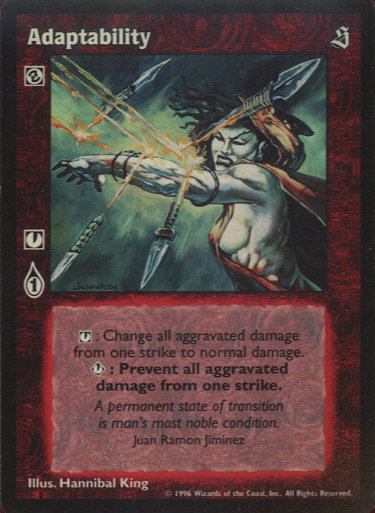 Adaptability
HANNIBAL
1
: Change all aggravated damage
from one strike to normal damage.
: Prevent all aggravated
damage from one strike.
A permanent state of transition
is man's most noble condition.
Juan Ramon Jiminez
Illus. Hannibal King
© 1996 Wizards of the Coast, Inc. All Rights Reserved.